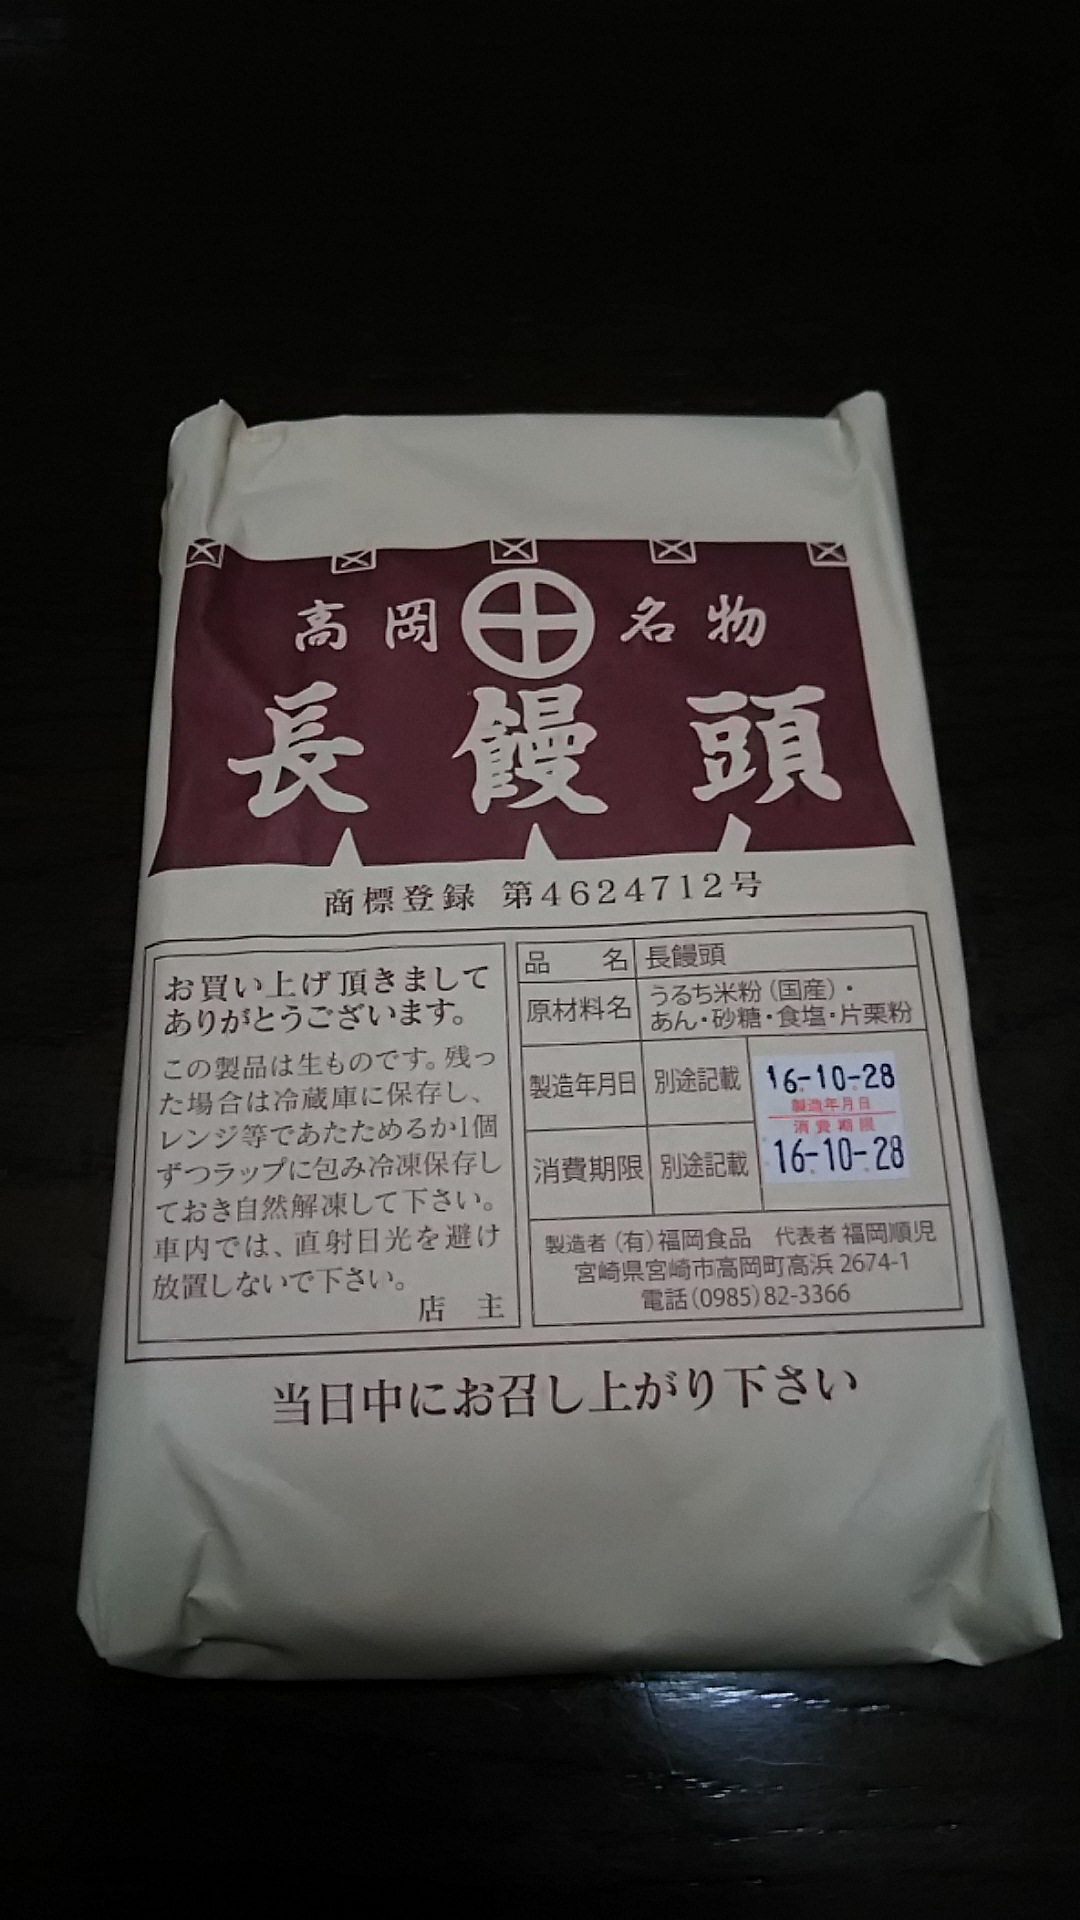 高岡 名物
長饅頭
商標登録 第4624712号
お買い上げ頂きまして
ありがとうございます。
この製品は生ものです。残っ
た場合は冷蔵庫に保存し、
レンジ等であたためるか1個
ずつラップに包み冷凍保存し
ておき自然解凍して下さい。
車内では、直射日光を避け
放置しないで下さい。
店 主
品 名 長饅頭
原材料名 うるち米粉(国産)・
あん・砂糖・食塩・片栗粉
製造年月日 別途記載
消費期限 別途記載
16-10-28
製造年月日
消費期限
16-10-28
製造者 (有)福岡食品 代表者 福岡順児
宮崎県宮崎市高岡町高浜 2674-1
電話(0985)82-3366
当日中にお召し上がり下さい